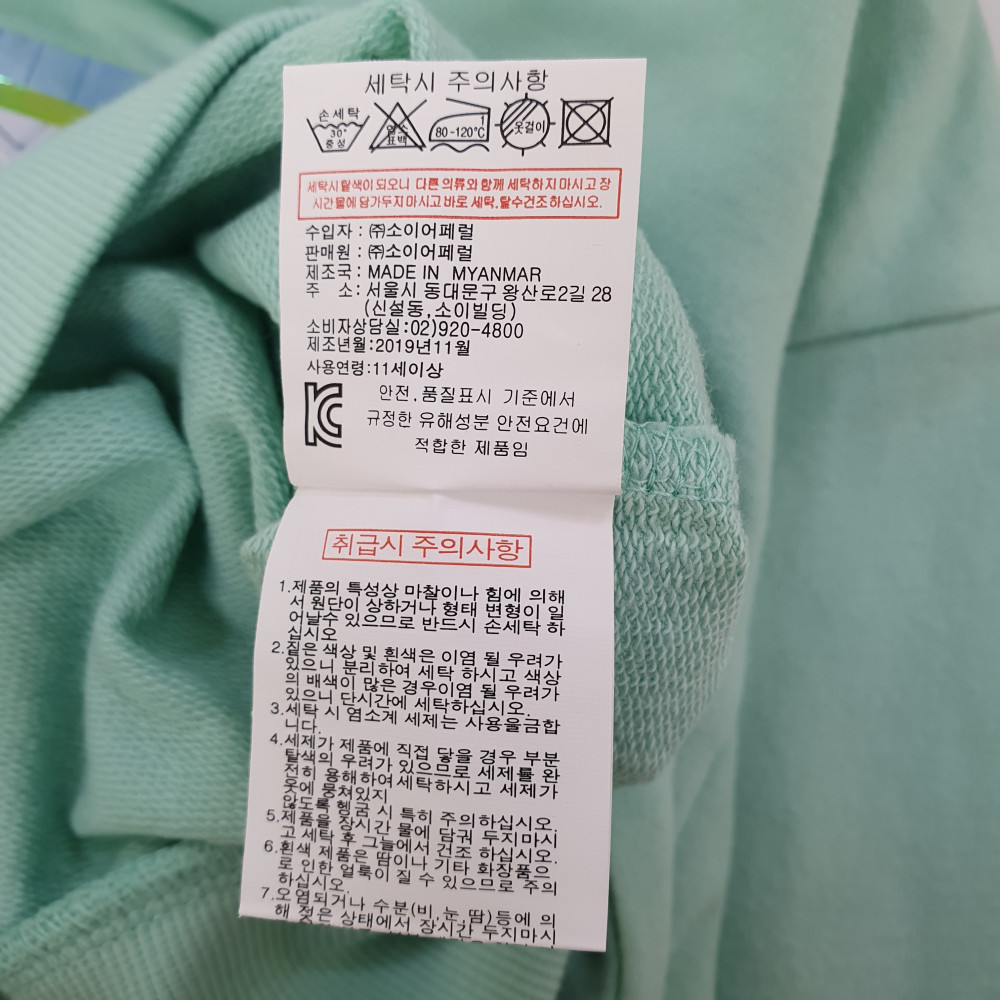 세탁시 주의사항
손세탁
30°
중성
염소
표백
80-120℃
1
옷걸이
세탁시 탈색이 되오니 다른 의류와 함께 세탁하지 마시고 장
시간 물에 담가두지 마시고 바로 세탁,탈수건조하십시오.
수입자 : ㈜소이어페럴
판매원 : ㈜소이어페럴
제조국 : MADE IN MYANMAR
주 소: 서울시 동대문구 왕산로2길 28
(신설동,소이빌딩)
소비자상담실:02)920-4800
제조년월:2019년11월
사용연령:11세이상
안전.품질표시 기준에서
규정한 유해성분 안전요건에
적합한 제품임
취급시 주의사항
1.제품의 특성상 마찰이나 힘에 의해
서 원단이 상하거나 형태 변형이 일
어날수 있으므로 반드시 손세탁 하
십시오
2.짙은 색상 및 흰색은 이염 될 우려가
있으니 분리하여 세탁 하시고 색상
의 배색이 많은 경우이염 될 우려가
있으니 단시간에 세탁하십시오.
3.세탁 시 염소계 세제는 사용을금합
니다.
4.세제가 제품에 직접 닿을 경우 부분
탈색의 우려가 있으므로 세제를 완
전히 용해하여세탁하시고 세제가
옷에 뭉쳐있지
않도록 헹굼 시 특히 주의하십시오.
5.제품을 장시간 물에 담궈 두지마시
고 세탁 후 그늘에서 건조 하십시오.
6.흰색 제품은 땀이나 기타 화장품으
로 인한 얼룩이 질 수 있으므로 주의
하십시오.
7.오염되거나 수분(비,눈,땀)등에 의
해 젖은 상태에서 장시간 두지마시